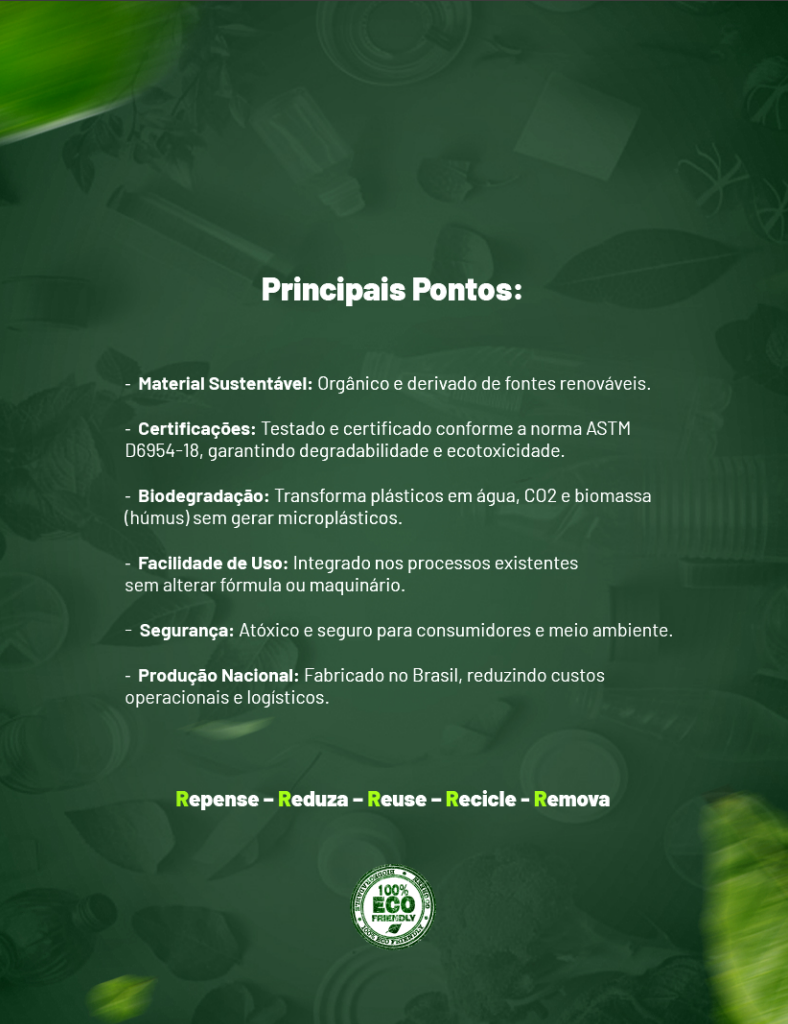 Principais Pontos:
- Material Sustentável: Orgânico e derivado de fontes renováveis.
- Certificações: Testado e certificado conforme a norma ASTM
D6954-18, garantindo degradabilidade e ecotoxicidade.
- Biodegradação: Transforma plásticos em água, CO2 e biomassa
(húmus) sem gerar microplásticos.
- Facilidade de Uso: Integrado nos processos existentes
sem alterar fórmula ou maquinário.
- Segurança: Atóxico e seguro para consumidores e meio ambiente.
- Produção Nacional: Fabricado no Brasil, reduzindo custos
operacionais e logísticos.
Repense – Reduza – Reuse – Recicle - Remova
100%
ECO
FRIENDLY
100% ECO FRIENDLY